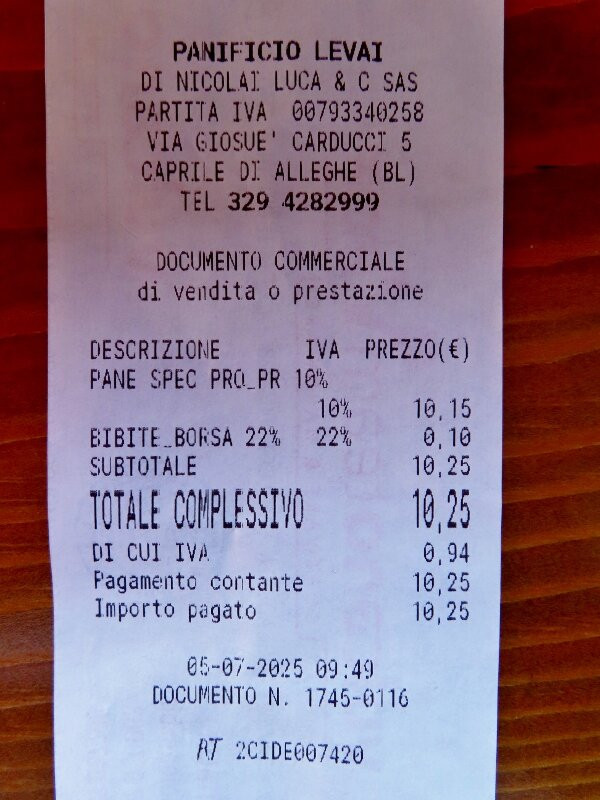 PANIFICIO LEVAI
DI NICOLAI LUCA & C SAS
PARTITA IVA 00793340258
VIA GIOSUE' CARDUCCI 5
CAPRILE DI ALLEGHE (BL)
TEL 329 4282999
DOCUMENTO COMMERCIALE
di vendita o prestazione
DESCRIZIONE IVA PREZZO(€)
PANE SPEC PRO_PR 10%
10% 10,15
BIBITE_BORSA 22% 22% 0,10
SUBTOTALE 10,25
TOTALE COMPLESSIVO 10,25
DI CUI IVA 0,94
Pagamento contante 10,25
Importo pagato 10,25
05-07-2025 09:49
DOCUMENTO N. 1745-0116
RT 2CIDE007420